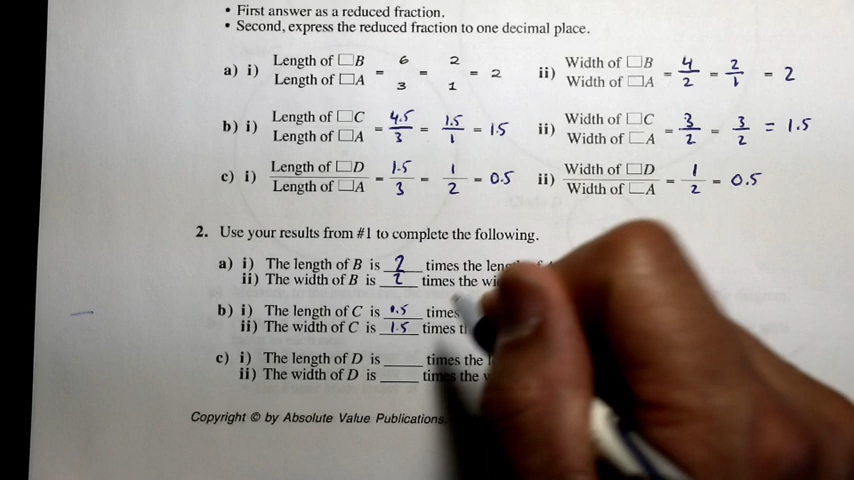 • First answer as a reduced fraction.
• Second, express the reduced fraction to one decimal place.
a) i) Length of □B / Length of □A = 6/3 = 2/1 = 2 ii) Width of □B / Width of □A = 4/2 = 2/1 = 2
b) i) Length of □C / Length of □A = 4.5/3 = 1.5/1 = 1.5 ii) Width of □C / Width of □A = 3/2 = 3/2 = 1.5
c) i) Length of □D / Length of □A = 1.5/3 = 1/2 = 0.5 ii) Width of □D / Width of □A = 1/2 = 0.5
2. Use your results from #1 to complete the following.
a) i) The length of B is 2 times the
ii) The width of B is 2 times the
b) i) The length of C is times
ii) The width of C is 1.5 times
c) i) The length of D is ____ times the
ii) The width of D is ____ times the
Copyright © by Absolute Value Publications.